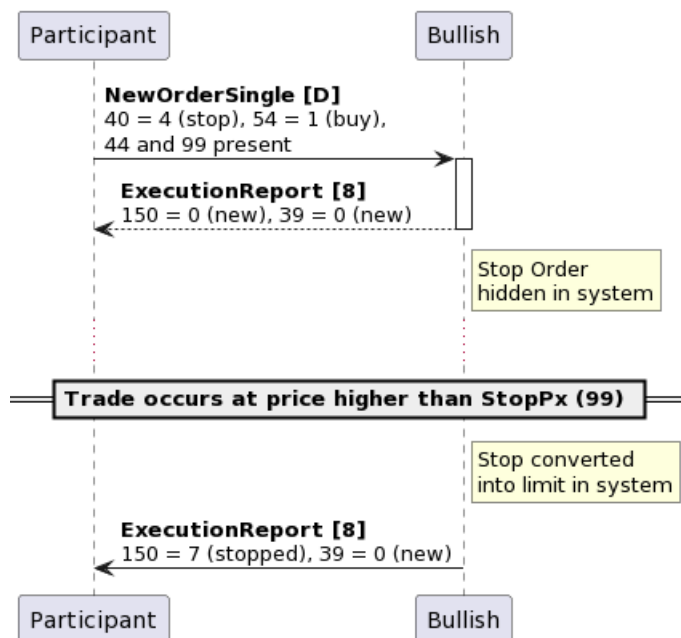 Participant
Bullish
NewOrderSingle [D]
40 = 4 (stop), 54 = 1 (buy),
44 and 99 present
ExecutionReport [8]
150 = 0 (new), 39 = 0 (new)
Stop Order
hidden in system
Trade occurs at price higher than StopPx (99)
Stop converted
into limit in system
ExecutionReport [8]
150 = 7 (stopped), 39 = 0 (new)
Participant
Bullish